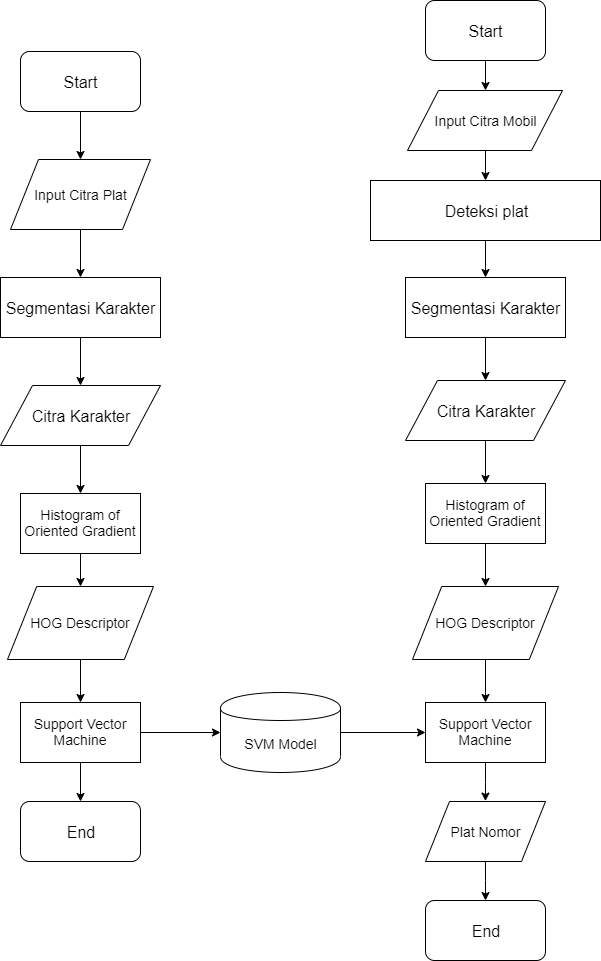 Start
Input Citra Plat
Segmentasi Karakter
Citra Karakter
Histogram of
Oriented Gradient
HOG Descriptor
Support Vector
Machine
End
SVM Model
Start
Input Citra Mobil
Deteksi plat
Segmentasi Karakter
Citra Karakter
Histogram of
Oriented Gradient
HOG Descriptor
Support Vector
Machine
Plat Nomor
End